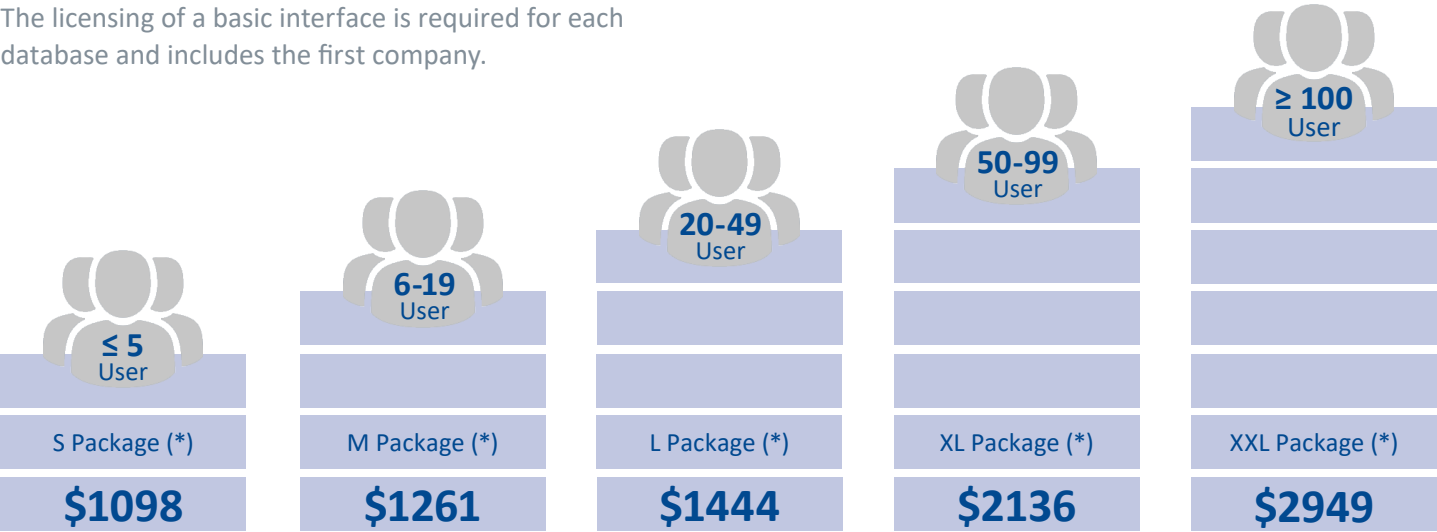 The licensing of a basic interface is required for each
database and includes the first company.
≤ 5
User
6-19
User
20-49
User
50-99
User
≥ 100
User
S Package (*)
M Package (*)
L Package (*)
XL Package (*)
XXL Package (*)
$1098
$1261
$1444
$2136
$2949